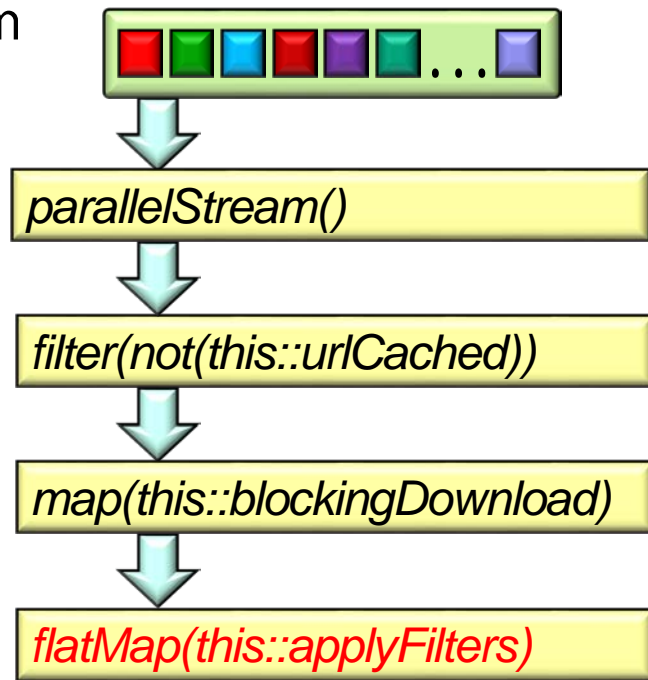 m
...
parallelStream()
filter(not(this::urlCached))
map(this::blockingDownload)
flatMap(this::applyFilters)